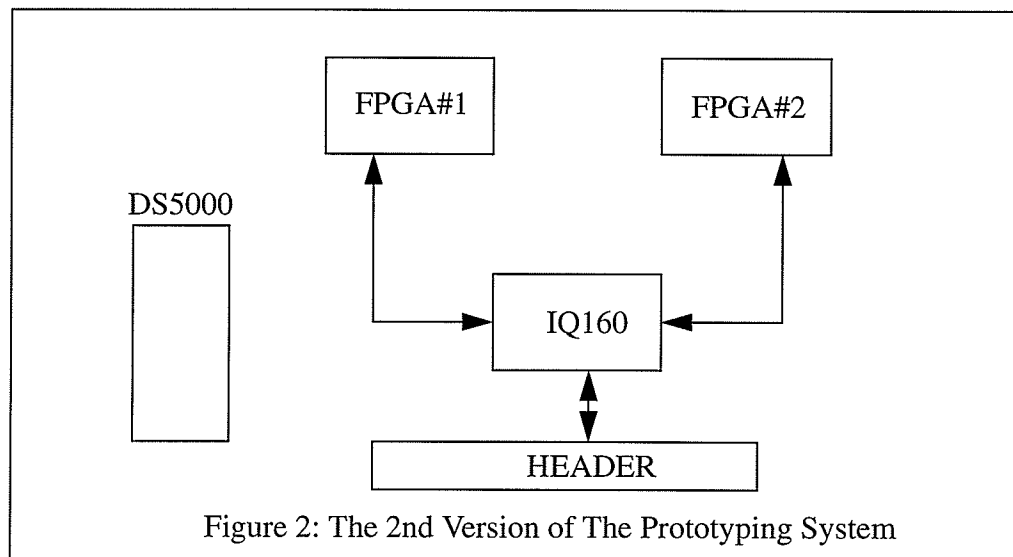 FPGA#1
FPGA#2
DS5000
IQ160
HEADER
Figure 2: The 2nd Version of The Prototyping System